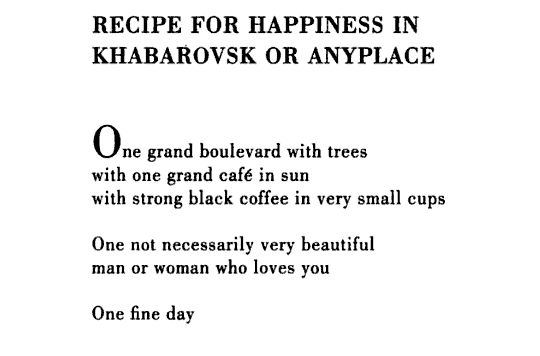 RECIPE FOR HAPPINESS IN
KHABAROVSK OR ANYPLACE
One grand boulevard with trees
with one grand café in sun
with strong black coffee in very small cups
One not necessarily very beautiful
man or woman who loves you
One fine day